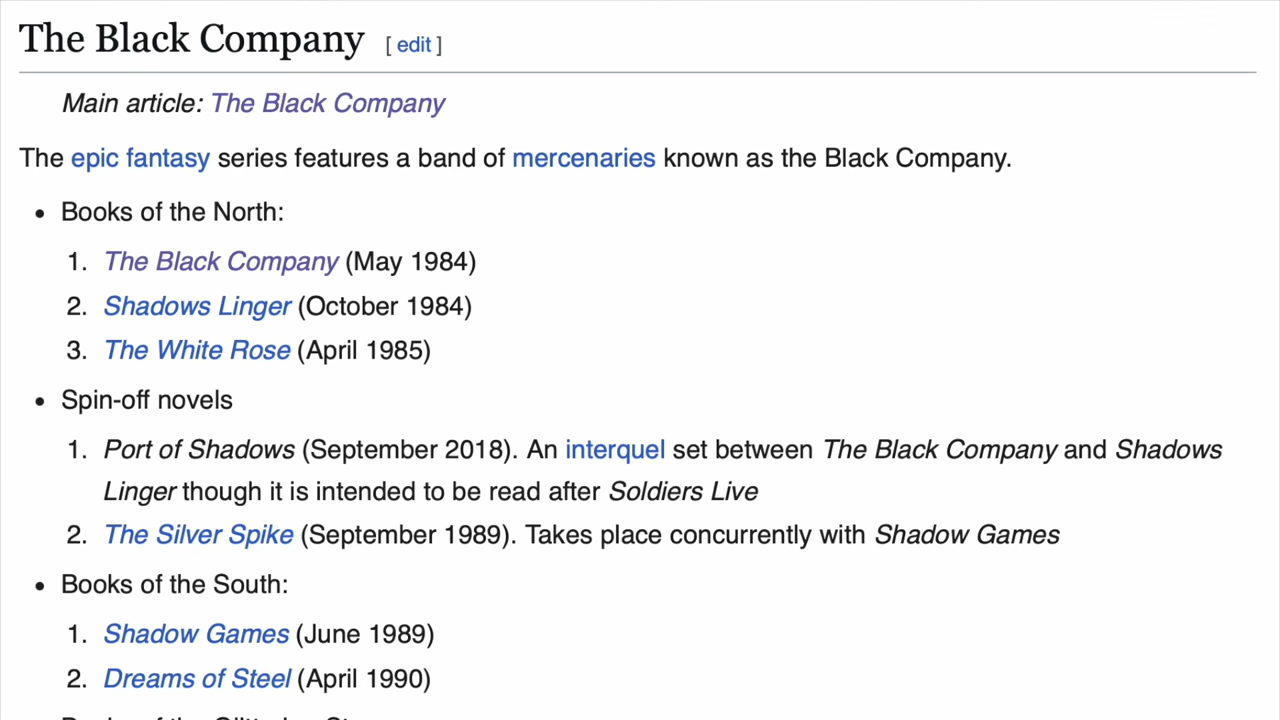 The Black Company [ edit ]
Main article: The Black Company
The epic fantasy series features a band of mercenaries known as the Black Company.
• Books of the North:
1. The Black Company (May 1984)
2. Shadows Linger (October 1984)
3. The White Rose (April 1985)
• Spin-off novels
1. Port of Shadows (September 2018). An interquel set between The Black Company and Shadows
Linger though it is intended to be read after Soldiers Live
2. The Silver Spike (September 1989). Takes place concurrently with Shadow Games
• Books of the South:
1. Shadow Games (June 1989)
2. Dreams of Steel (April 1990)